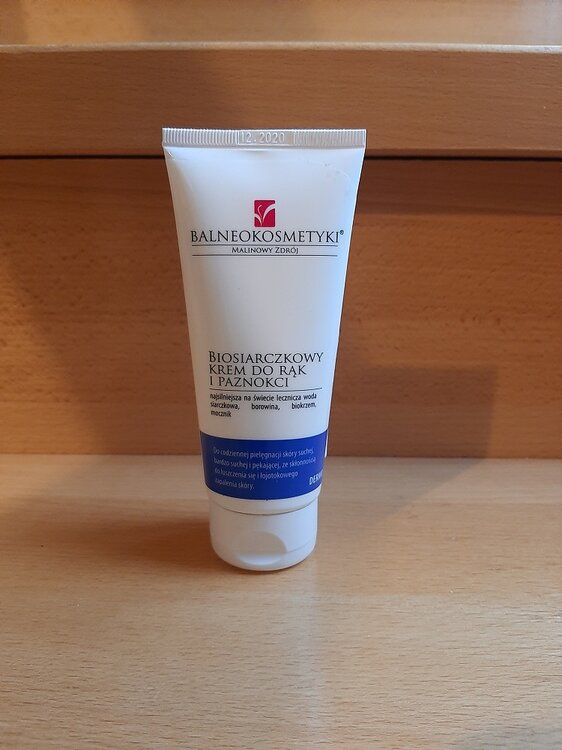 12.2020
BALNEOKOSMETYKI®
MALINOWY ZDRÓJ
BIOSIARCZKOWY
KREM DO RĄK
I PAZNOKCI
najsilniejsza na świecie lecznicza woda
siarczkowa, borowina, biokrzem,
mocznik
Do codziennej pielęgnacji skóry suchej,
bardzo suchej i pękającej, ze skłonnością
do łuszczenia się i łojotokowego
zapalenia skóry.